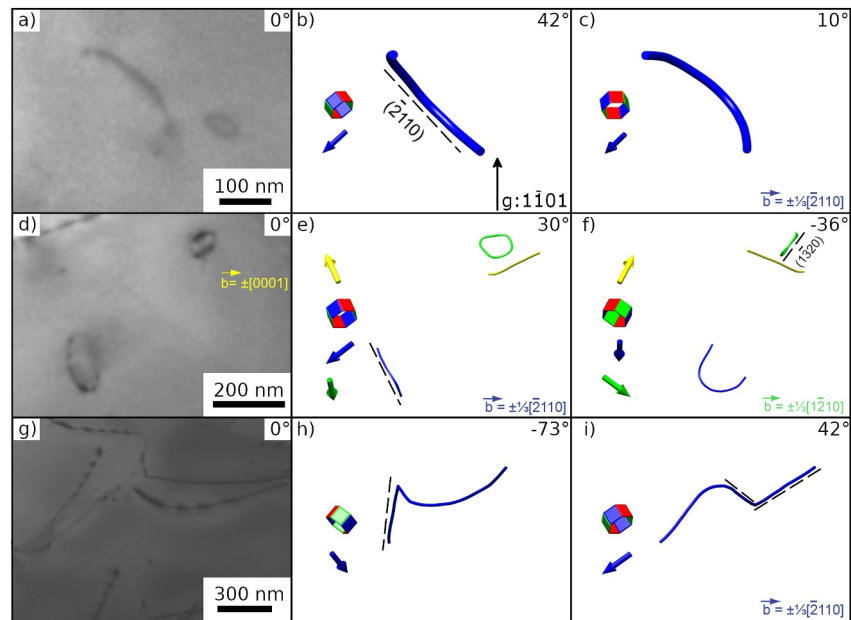 a) 0°
100 nm
b) 42°
(2̄110)
g:11̄01
c) 10°
b = ±⅓[2̄110]
d) 0°
b= ±[0001]
200 nm
e) 30°
b = ±⅓[2̄110]
f) -36°
(1̄320)
b = ±⅓[12̄10]
g) 0°
300 nm
h) -73°
i) 42°
b = ±⅓[2̄110]